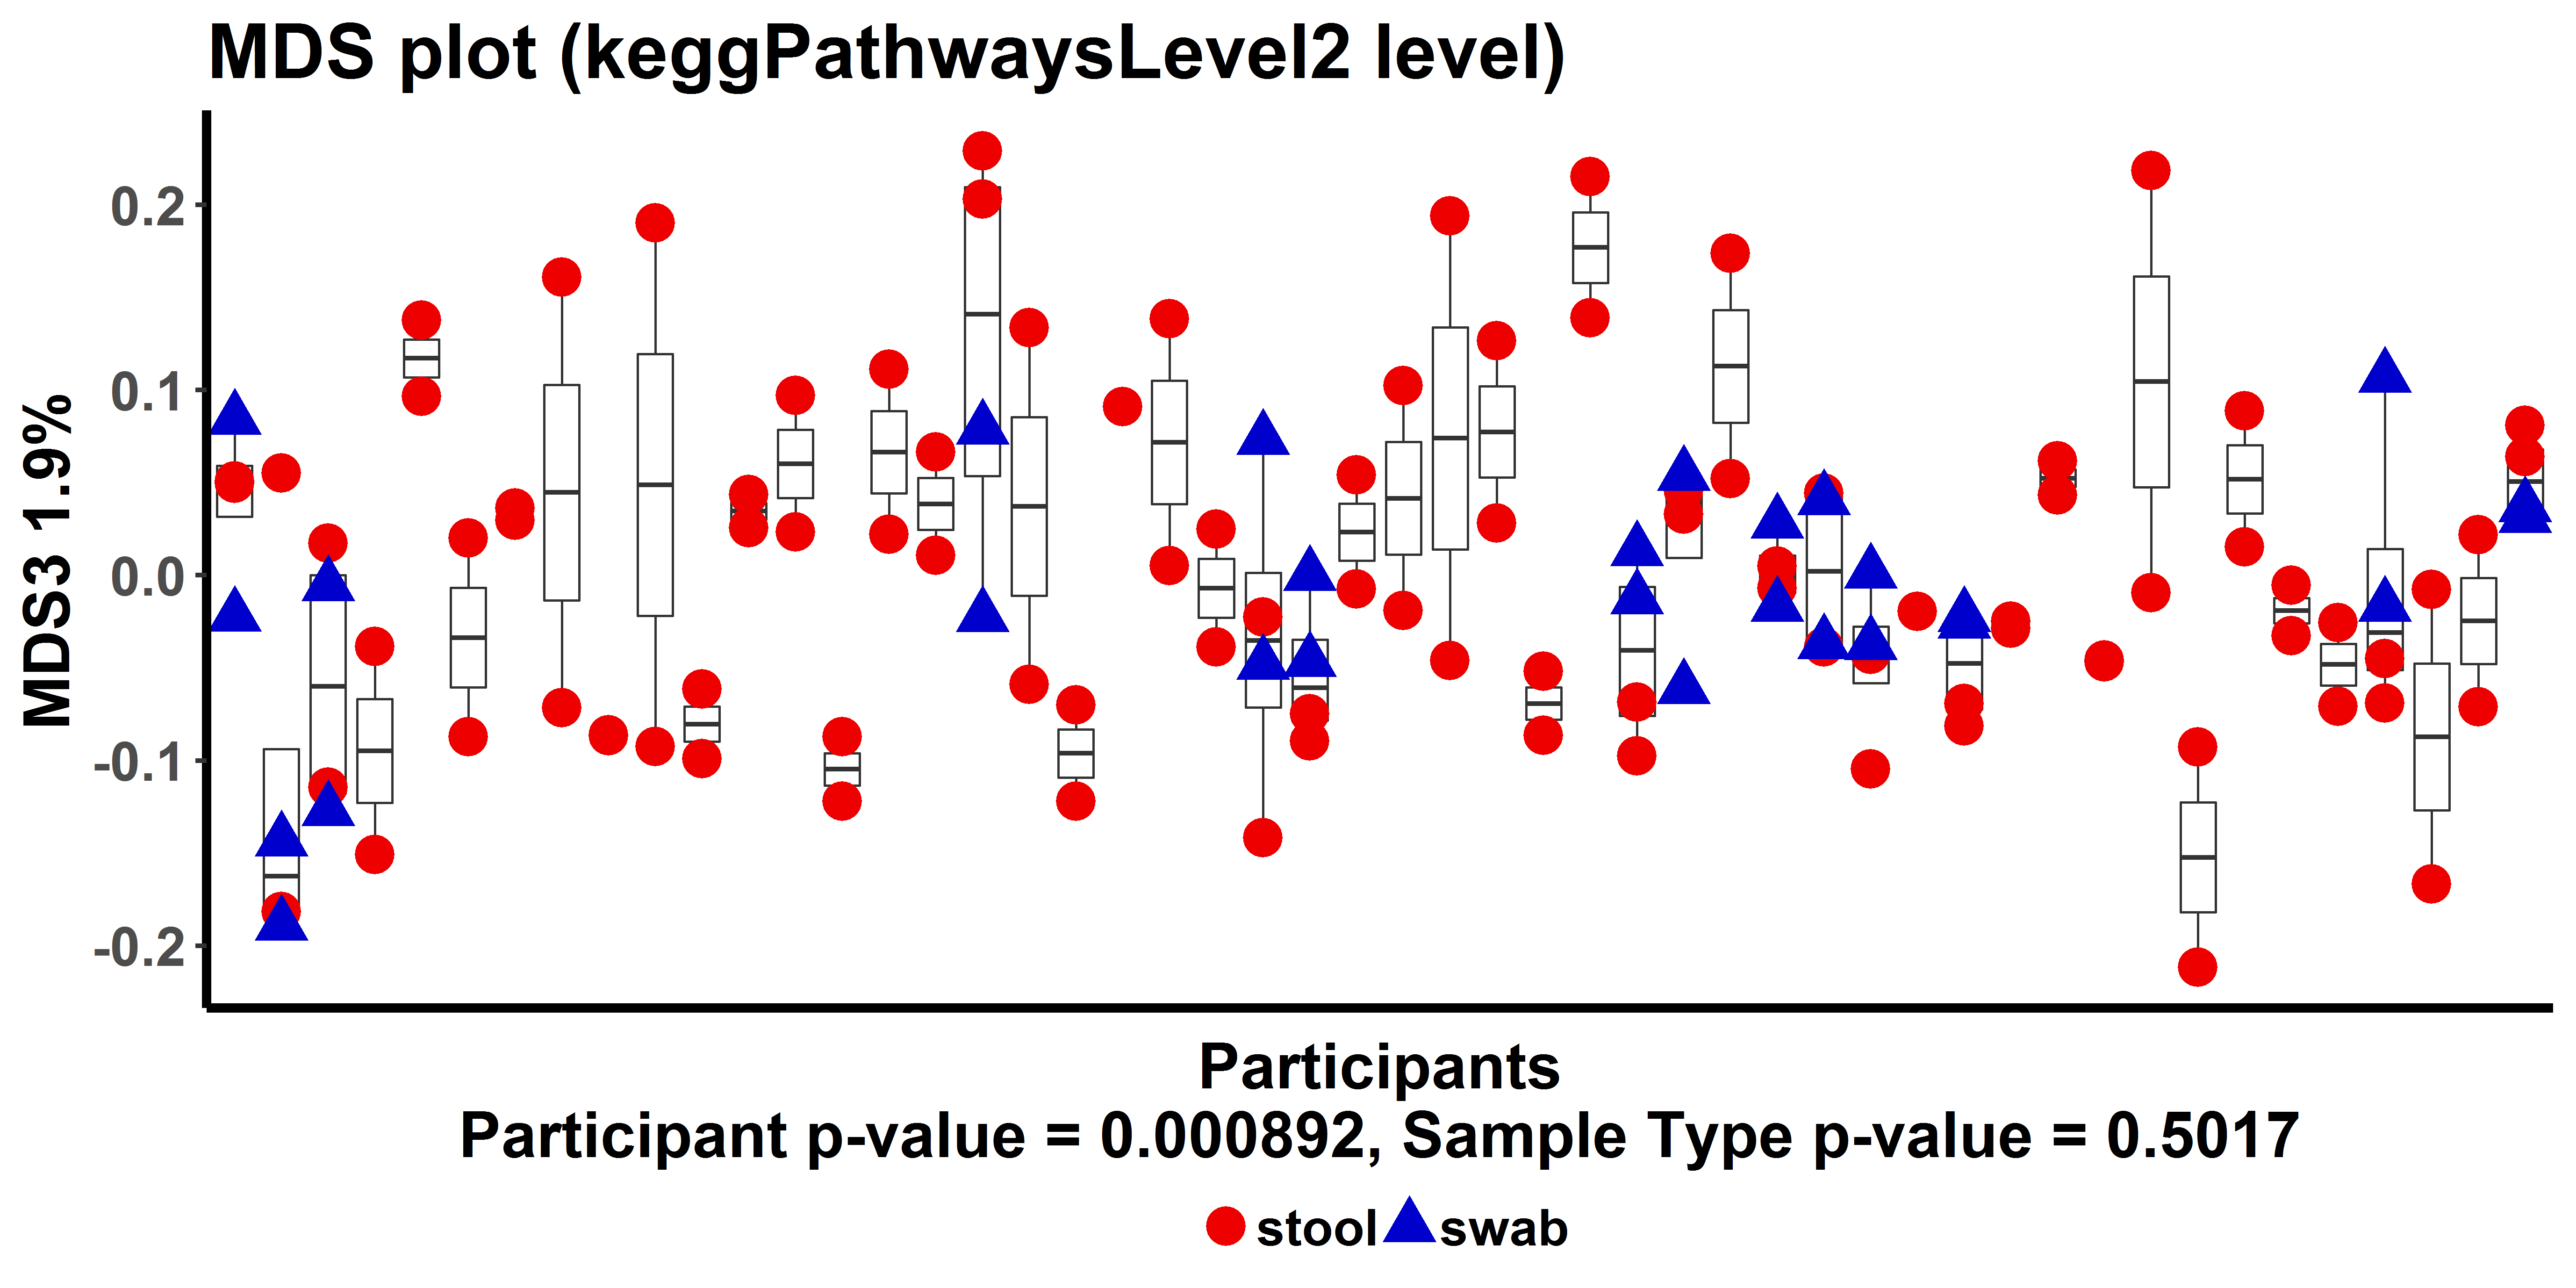 MDS plot (keggPathwaysLevel2 level)
MDS3 1.9%
0.2
0.1
0.0
-0.1
-0.2
Participants
Participant p-value = 0.000892, Sample Type p-value = 0.5017
stool swab